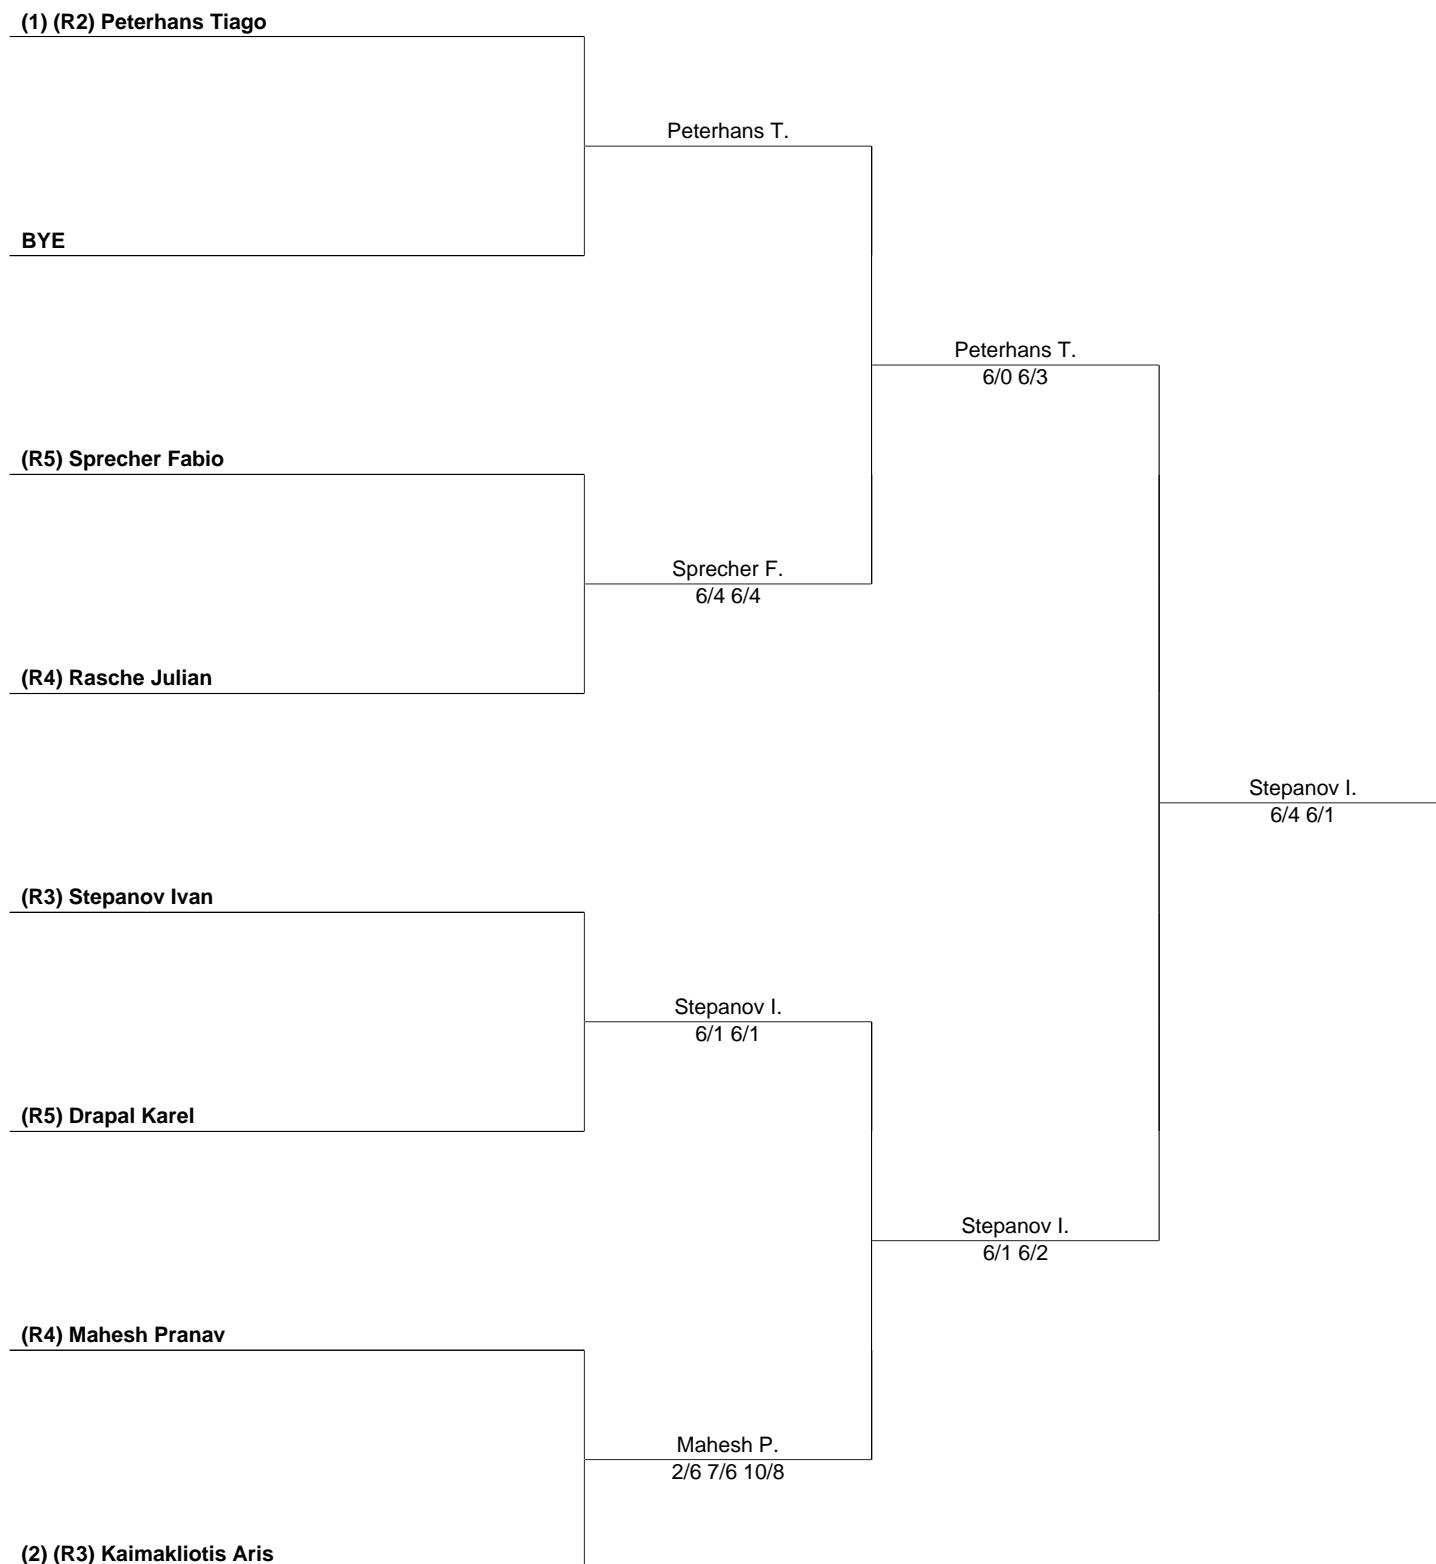 (1) (R2) Peterhans Tiago
Peterhans T.
BYE
Peterhans T.
6/0 6/3
(R5) Sprecher Fabio
Sprecher F.
6/4 6/4
(R4) Rasche Julian
Stepanov I.
6/4 6/1
(R3) Stepanov Ivan
Stepanov I.
6/1 6/1
(R5) Drapal Karel
Stepanov I.
6/1 6/2
(R4) Mahesh Pranav
Mahesh P.
2/6 7/6 10/8
(2) (R3) Kaimakliotis Aris